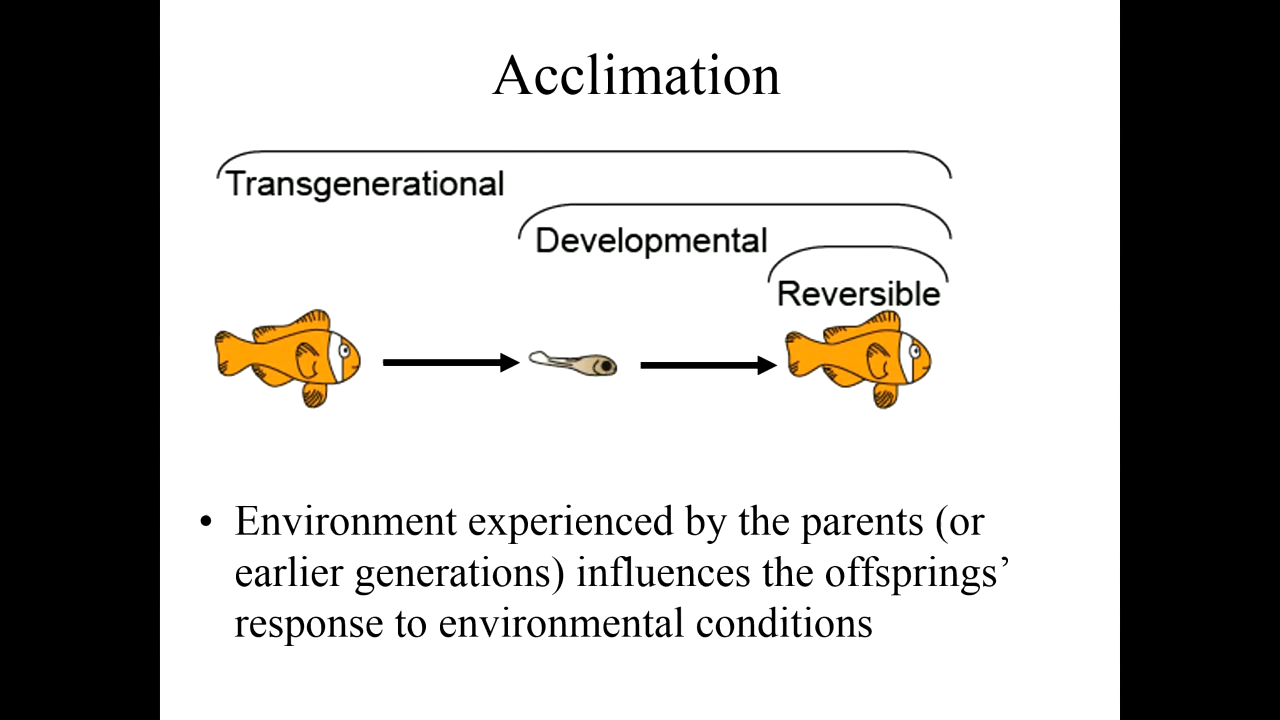 Acclimation
Transgenerational
Developmental
Reversible
• Environment experienced by the parents (or
earlier generations) influences the offsprings’
response to environmental conditions